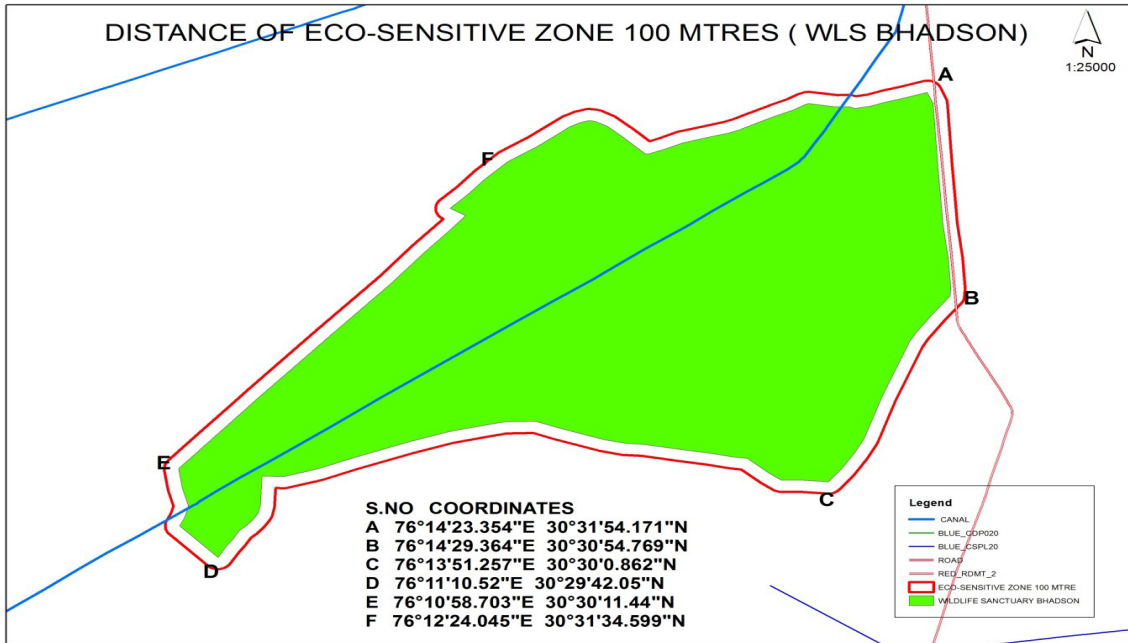 DISTANCE OF ECO-SENSITIVE ZONE 100 MTRES ( WLS BHADSON)
N
1:25000
A
F
B
E
C
D
S.NO COORDINATES
A 76°14'23.354"E 30°31'54.171"N
B 76°14'29.364"E 30°30'54.769"N
C 76°13'51.257"E 30°30'0.862"N
D 76°11'10.52"E 30°29'42.05"N
E 76°10'58.703"E 30°30'11.44"N
F 76°12'24.045"E 30°31'34.599"N
Legend
CANAL
BLUE_CDP020
BLUE_CSPL20
ROAD
RED_RDMT_2
ECO-SENSITIVE ZONE 100 MTRE
WILDLIFE SANCTUARY BHADSON